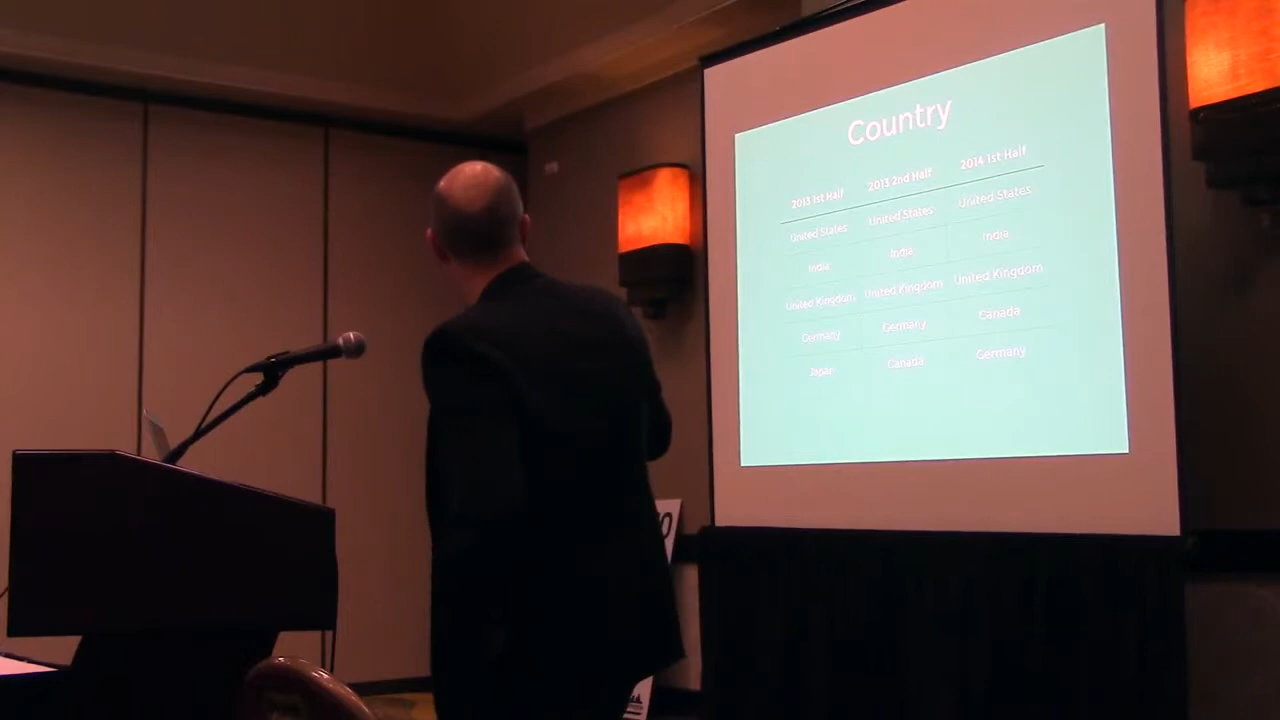 Country
2013 1st Half 2013 2nd Half 2014 1st Half
United States United States United States
India India India
United Kingdom United Kingdom United Kingdom
Germany Germany Canada
Japan Canada Germany